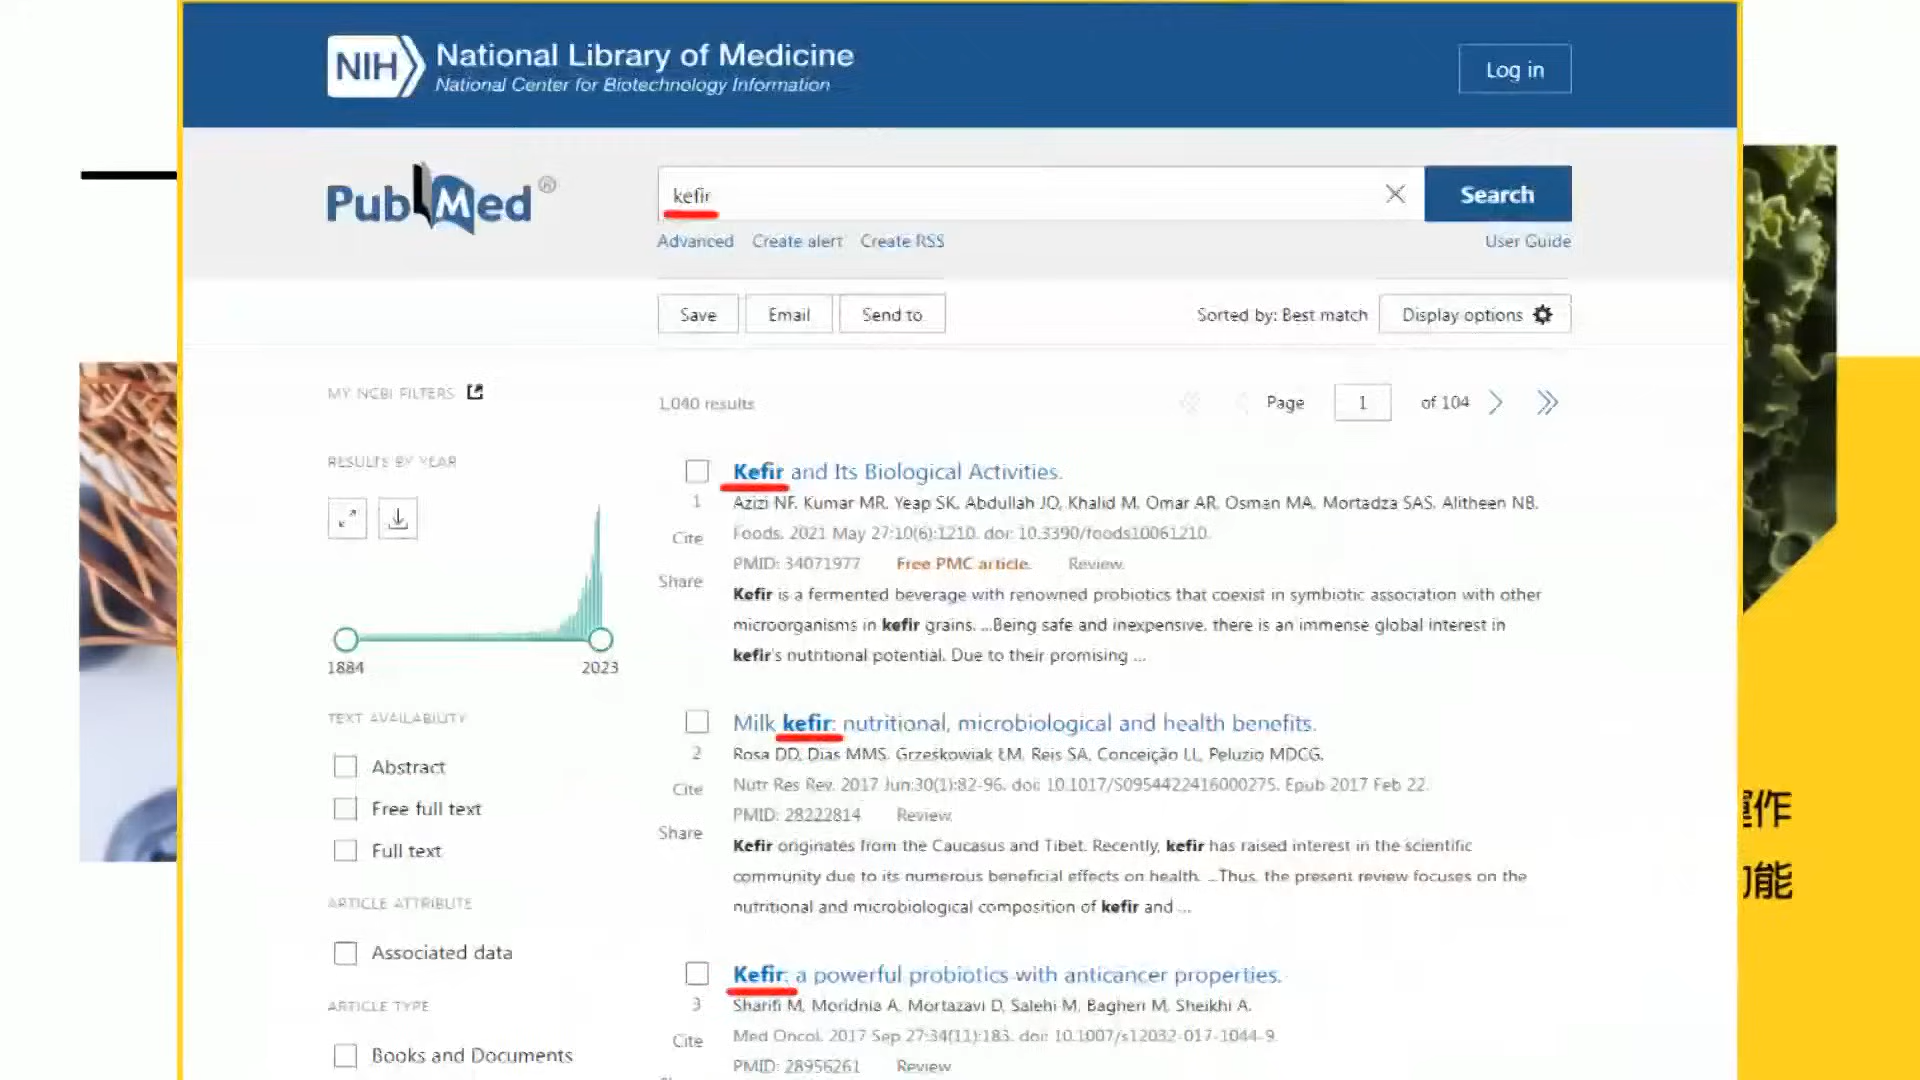 NIH National Library of Medicine
National Center for Biotechnology Information
Log in
PubMed®
kefir
Search
Advanced Create alert Create RSS
User Guide
Save Email Send to
Sorted by: Best match Display options
MY NCBI FILTERS
1,040 results
Page 1 of 104
RESULTS BY YEAR
1884 2023
TEXT AVAILABILITY
Abstract
Free full text
Full text
ARTICLE ATTRIBUTE
Associated data
ARTICLE TYPE
Books and Documents
Kefir and Its Biological Activities.
1 Azizi NF, Kumar MR, Yeap SK, Abdullah JO, Khalid M, Omar AR, Osman MA, Mortadza SAS, Alitheen NB.
Cite Foods. 2021 May 27;10(6):1210. doi: 10.3390/foods10061210.
PMID: 34071977 Free PMC article. Review.
Share
Kefir is a fermented beverage with renowned probiotics that coexist in symbiotic association with other
microorganisms in kefir grains. ...Being safe and inexpensive, there is an immense global interest in
kefir's nutritional potential. Due to their promising ...
Milk kefir: nutritional, microbiological and health benefits.
2 Rosa DD, Dias MMS, Grześkowiak ŁM, Reis SA, Conceição LL, Peluzio MDCG.
Cite Nutr Res Rev. 2017 Jun;30(1):82-96. doi: 10.1017/S0954422416000275. Epub 2017 Feb 22.
PMID: 28222814 Review.
Share
Kefir originates from the Caucasus and Tibet. Recently, kefir has raised interest in the scientific
community due to its numerous beneficial effects on health. ...Thus, the present review focuses on the
nutritional and microbiological composition of kefir and ...
Kefir: a powerful probiotics with anticancer properties.
3 Sharifi M, Moridnia A, Mortazavi D, Salehi M, Bagheri M, Sheikhi A.
Cite Med Oncol. 2017 Sep 27;34(11):183. doi: 10.1007/s12032-017-1044-9.
PMID: 28956261 Review.
作
能